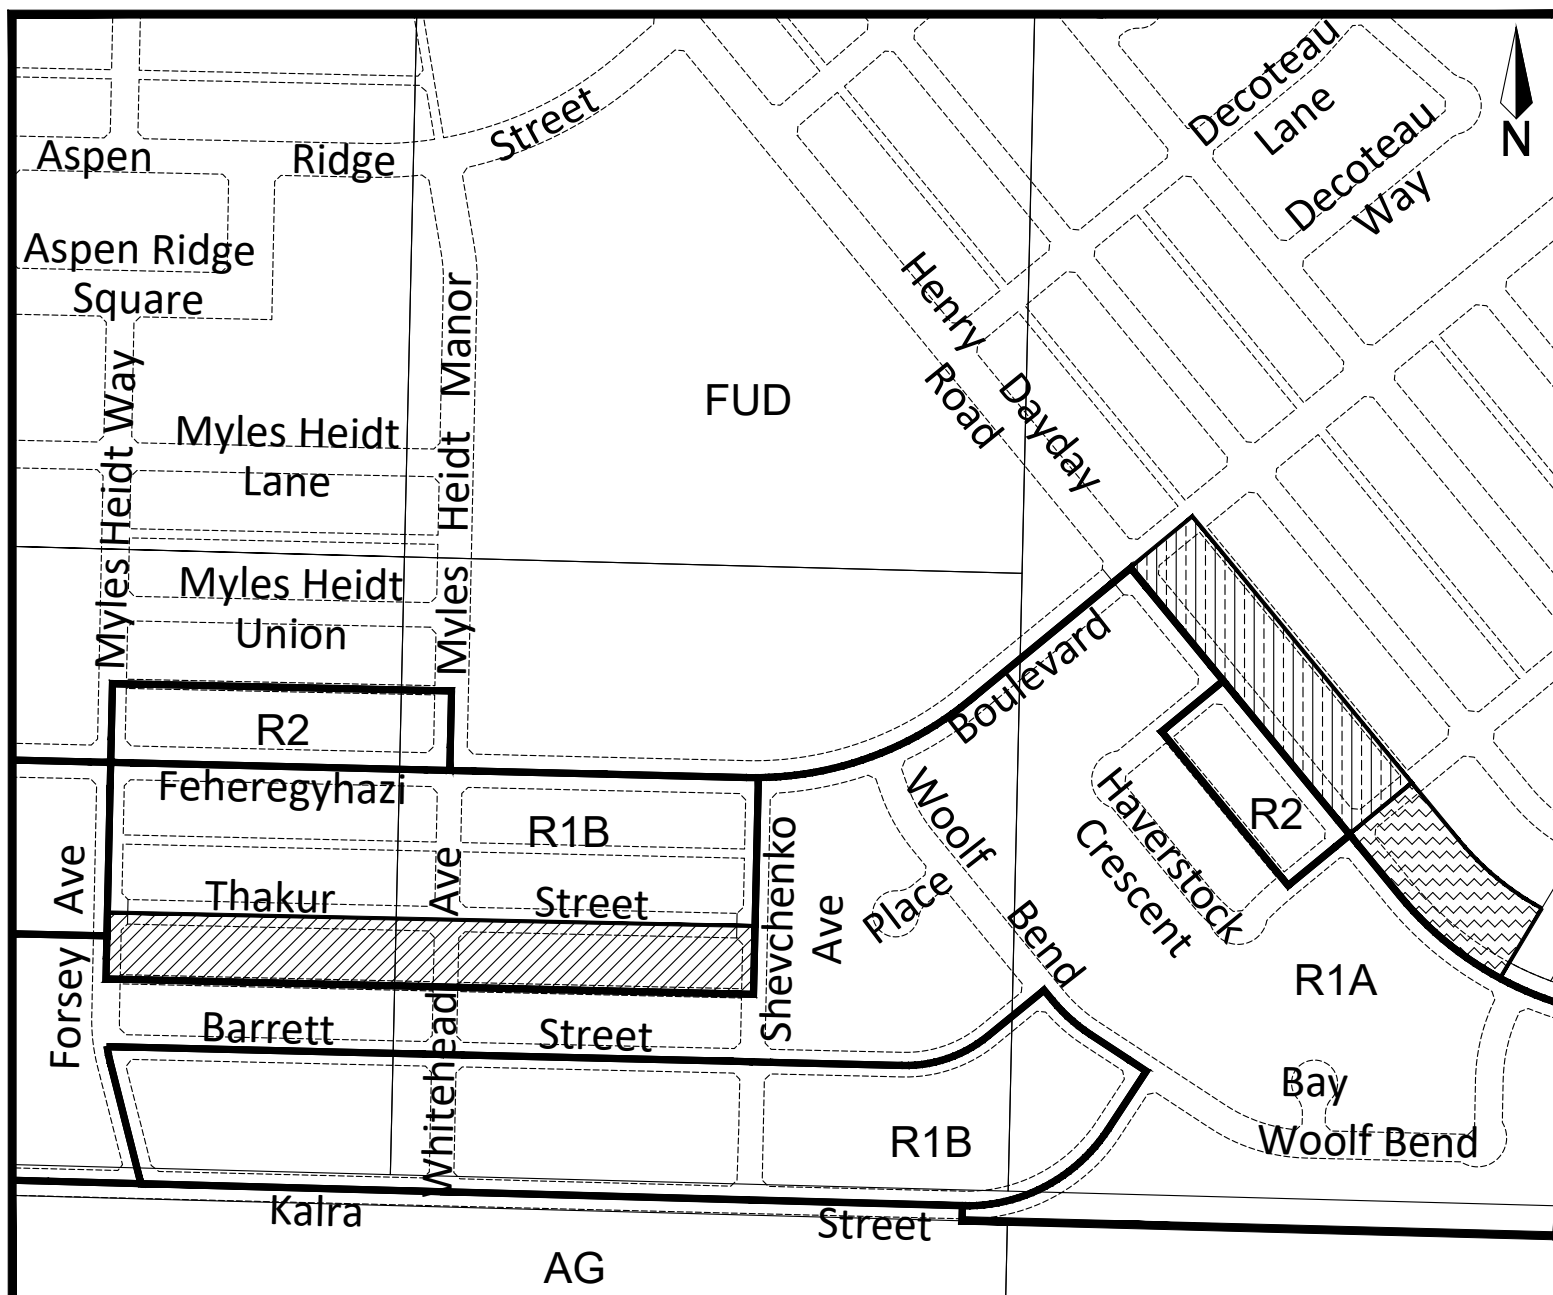 Decoteau
Lane
Decoteau
Way
N
Street
Aspen Ridge
Aspen Ridge
Square
Henry Dayday
Road
Myles Heidt Way
Myles Heidt Manor
FUD
Myles Heidt
Lane
Myles Heidt
Union
Boulevard
R2
Feheregyhazi
R1B
Woolf Bend
Haverstock
Crescent
R2
Forsey Ave
Thakur Street
Whitehead Ave
Shevchenko
Ave
Place
R1A
Barrett Street
Bay
Woolf Bend
R1B
Kalra Street
AG